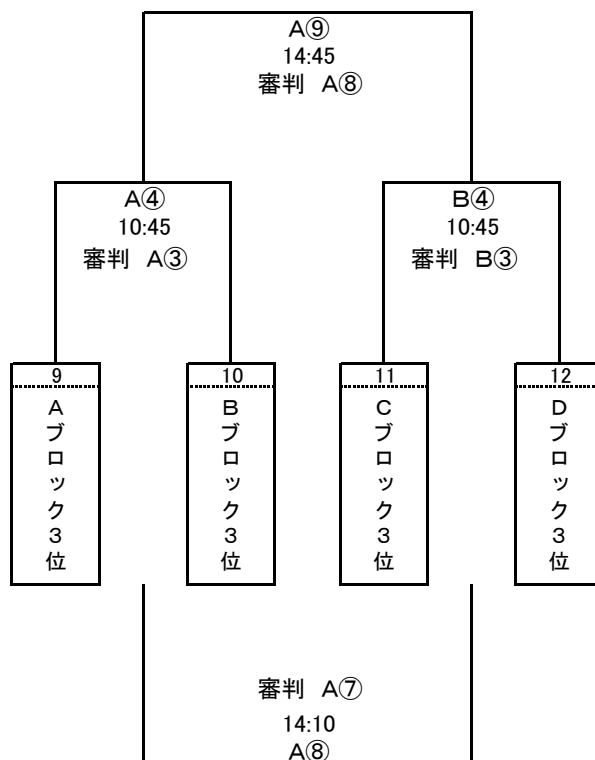 A⑨
14:45
審判 A⑧
A④
10:45
審判 A③
B④
10:45
審判 B③
9
Aブロック3位
10
Bブロック3位
11
Cブロック3位
12
Dブロック3位
審判 A⑦
14:10
A⑧